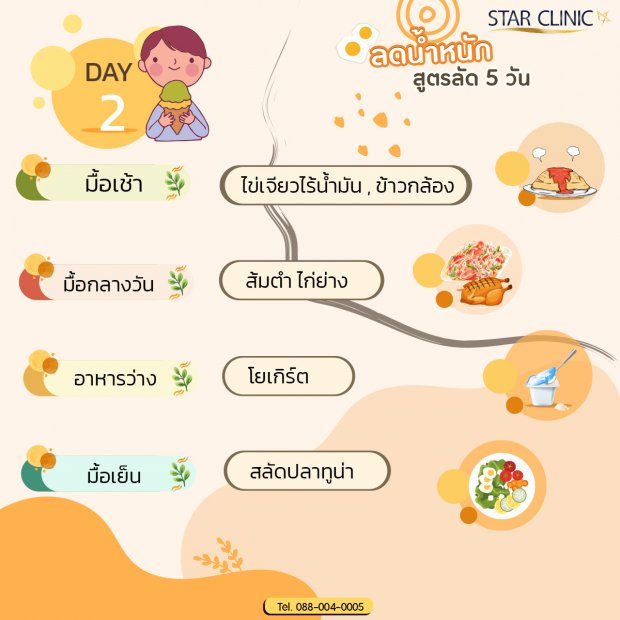 STAR CLINIC
ลดน้ำหนัก
สูตรลัด 5 วัน
DAY
2
มื้อเช้า
ไข่เจียวไร้น้ำมัน , ข้าวกล้อง
มื้อกลางวัน
ส้มตำ ไก่ย่าง
อาหารว่าง
โยเกิร์ต
มื้อเย็น
สลัดปลาทูน่า
Tel. 088-004-0005